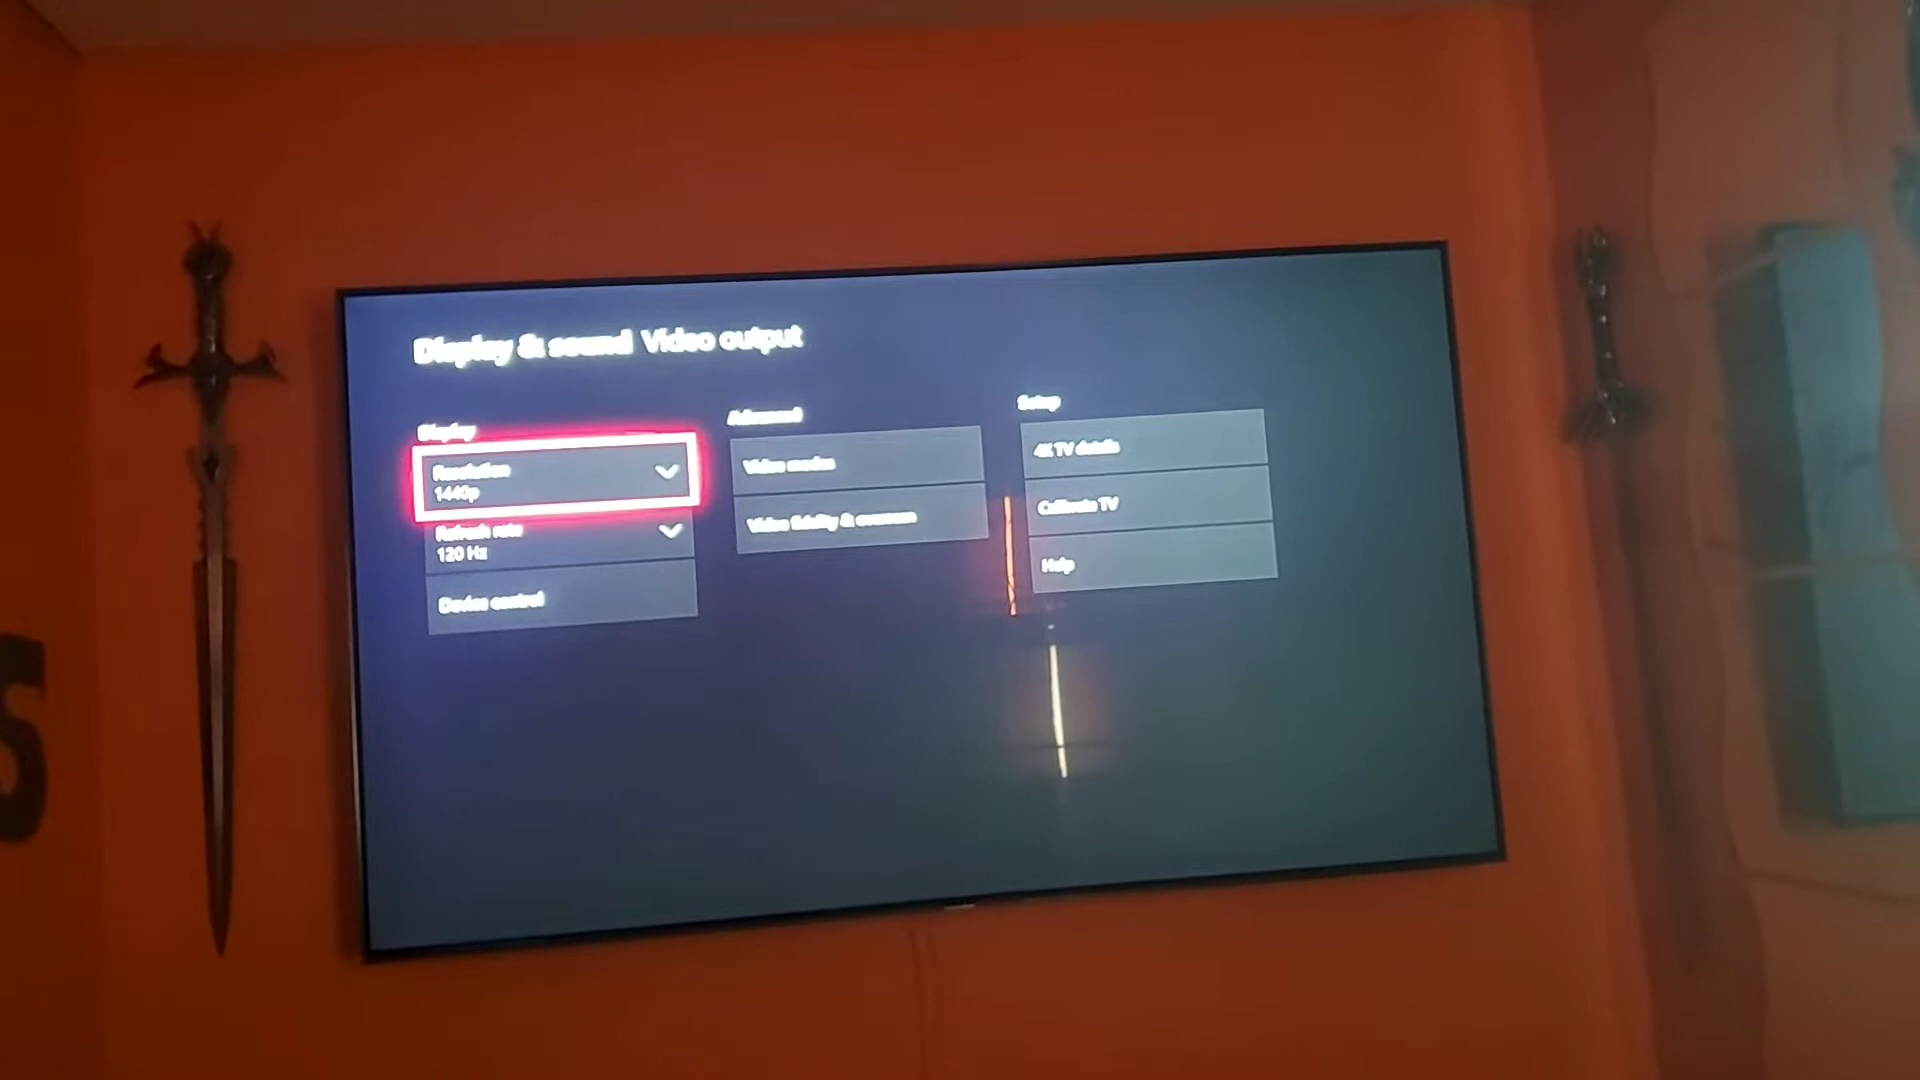 Display & sound Video output
Display
Resolution
1440p
Refresh rate
120 Hz
Device control
Advanced
Video modes
Video fidelity & overscan
Setup
4K TV details
Calibrate TV
Help
S